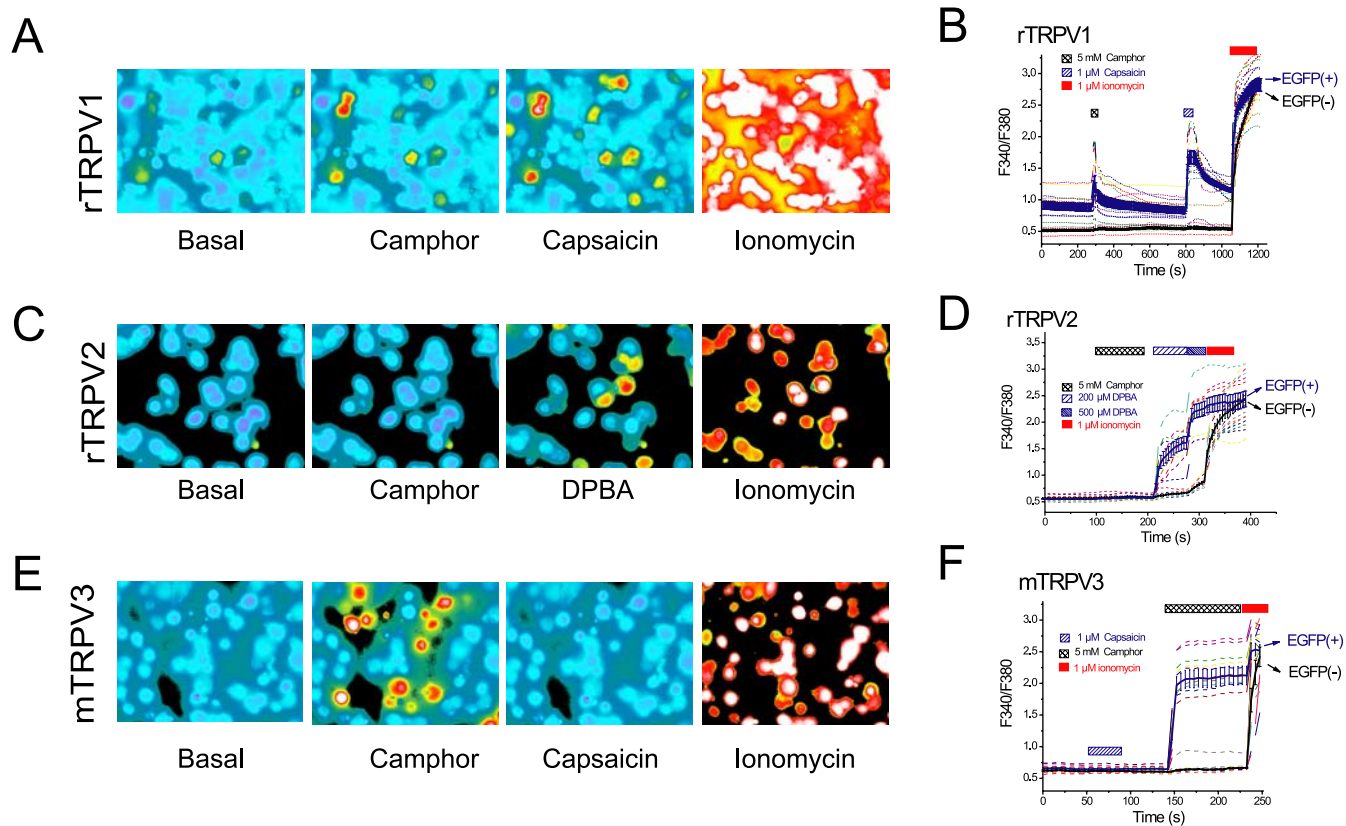 A
rTRPV1
Basal
Camphor
Capsaicin
Ionomycin
B
rTRPV1
5 mM Camphor
1 μM Capsaicin
1 μM ionomycin
EGFP(+)
EGFP(-)
F340/F380
3.0
2.5
2.0
1.5
1.0
0.5
0 200 400 600 800 1000 1200
Time (s)
C
rTRPV2
Basal
Camphor
DPBA
Ionomycin
D
rTRPV2
5 mM Camphor
200 μM DPBA
500 μM DPBA
1 μM ionomycin
EGFP(+)
EGFP(-)
F340/F380
3.5
3.0
2.5
2.0
1.5
1.0
0.5
0 100 200 300 400
Time (s)
E
mTRPV3
Basal
Camphor
Capsaicin
Ionomycin
F
mTRPV3
1 μM Capsaicin
5 mM Camphor
1 μM ionomycin
EGFP(+)
EGFP(-)
F340/F380
3.0
2.5
2.0
1.5
1.0
0.5
0 50 100 150 200 250
Time (s)